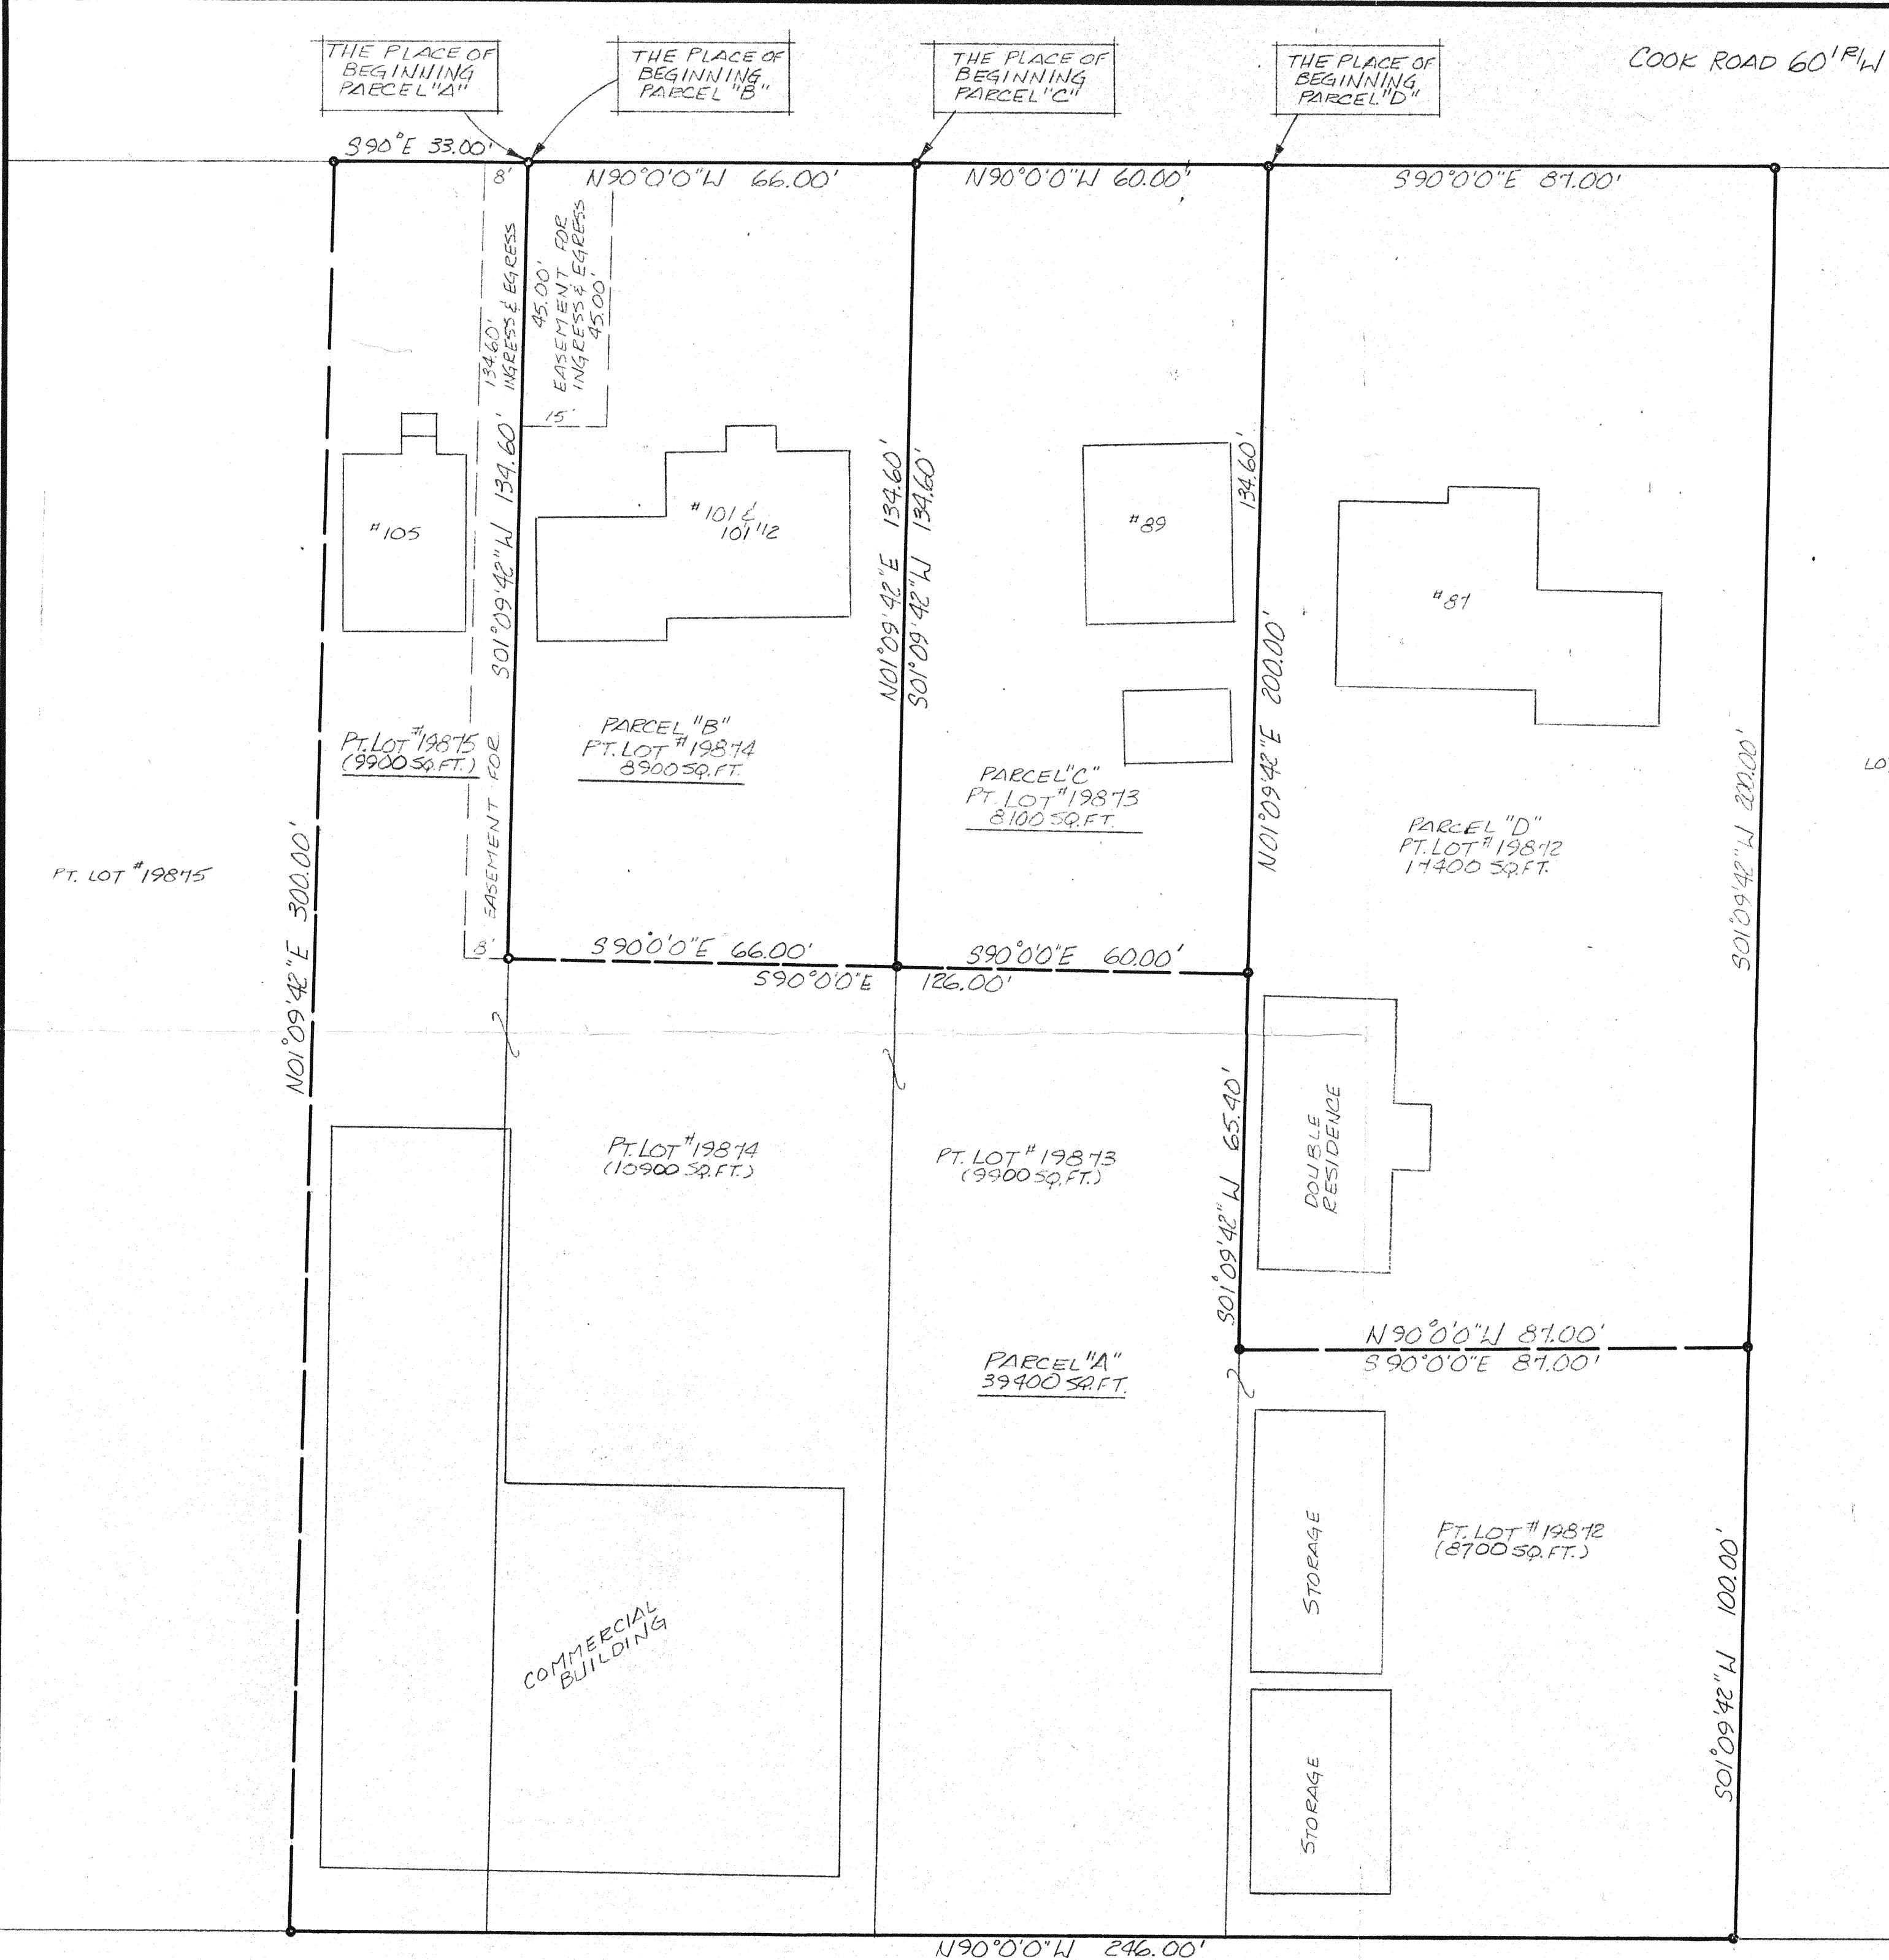 THE PLACE OF
BEGINNING
PARCEL "A"
THE PLACE OF
BEGINNING
PARCEL "B"
THE PLACE OF
BEGINNING
PARCEL "C"
THE PLACE OF
BEGINNING
PARCEL "D"
COOK ROAD 60' R/W
S90°E 33.00'
N90°0'0"W 66.00'
N90°0'0"W 60.00'
S90°0'0"E 87.00'
8'
134.60'
EASEMENT FOR INGRESS & EGRESS
45.00'
EASEMENT FOR
INGRESS & EGRESS
45.00'
15'
S01°09'42"W 134.60'
N01°09'42"E 134.60'
S01°09'42"W 134.60'
134.60'
N01°09'42"E 200.00'
S01°09'42"W 200.00'
#105
#101 &
101 1/2
#89
#87
PT. LOT #19875
(9900 SQ.FT.)
PARCEL "B"
PT. LOT #19874
8900 SQ.FT.
PARCEL "C"
PT. LOT #19873
8100 SQ.FT.
PARCEL "D"
PT. LOT #19872
17400 SQ.FT.
LO
PT. LOT #19875
N01°09'42"E 300.00'
8'
S90°0'0"E 66.00'
S90°0'0"E 60.00'
S90°0'0"E 126.00'
PT. LOT #19874
(10900 SQ.FT.)
PT. LOT #19873
(9900 SQ.FT.)
S01°09'42"W 65.40'
DOUBLE
RESIDENCE
N90°0'0"W 87.00'
S90°0'0"E 87.00'
PARCEL "A"
39400 SQ.FT.
STORAGE
PT. LOT #19872
(8700 SQ.FT.)
COMMERCIAL
BUILDING
STORAGE
S01°09'42"W 100.00'
N90°0'0"W 246.00'